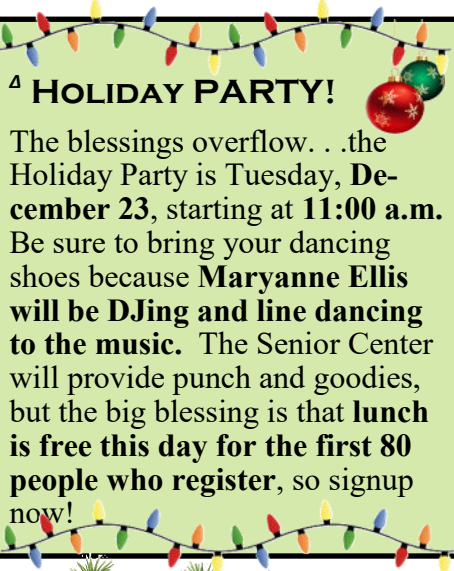 A HOLIDAY PARTY!
The blessings overflow. . .the
Holiday Party is Tuesday, De-
cember 23, starting at 11:00 a.m.
Be sure to bring your dancing
shoes because Maryanne Ellis
will be DJing and line dancing
to the music.  The Senior Center
will provide punch and goodies,
but the big blessing is that lunch
is free this day for the first 80
people who register, so signup
now!